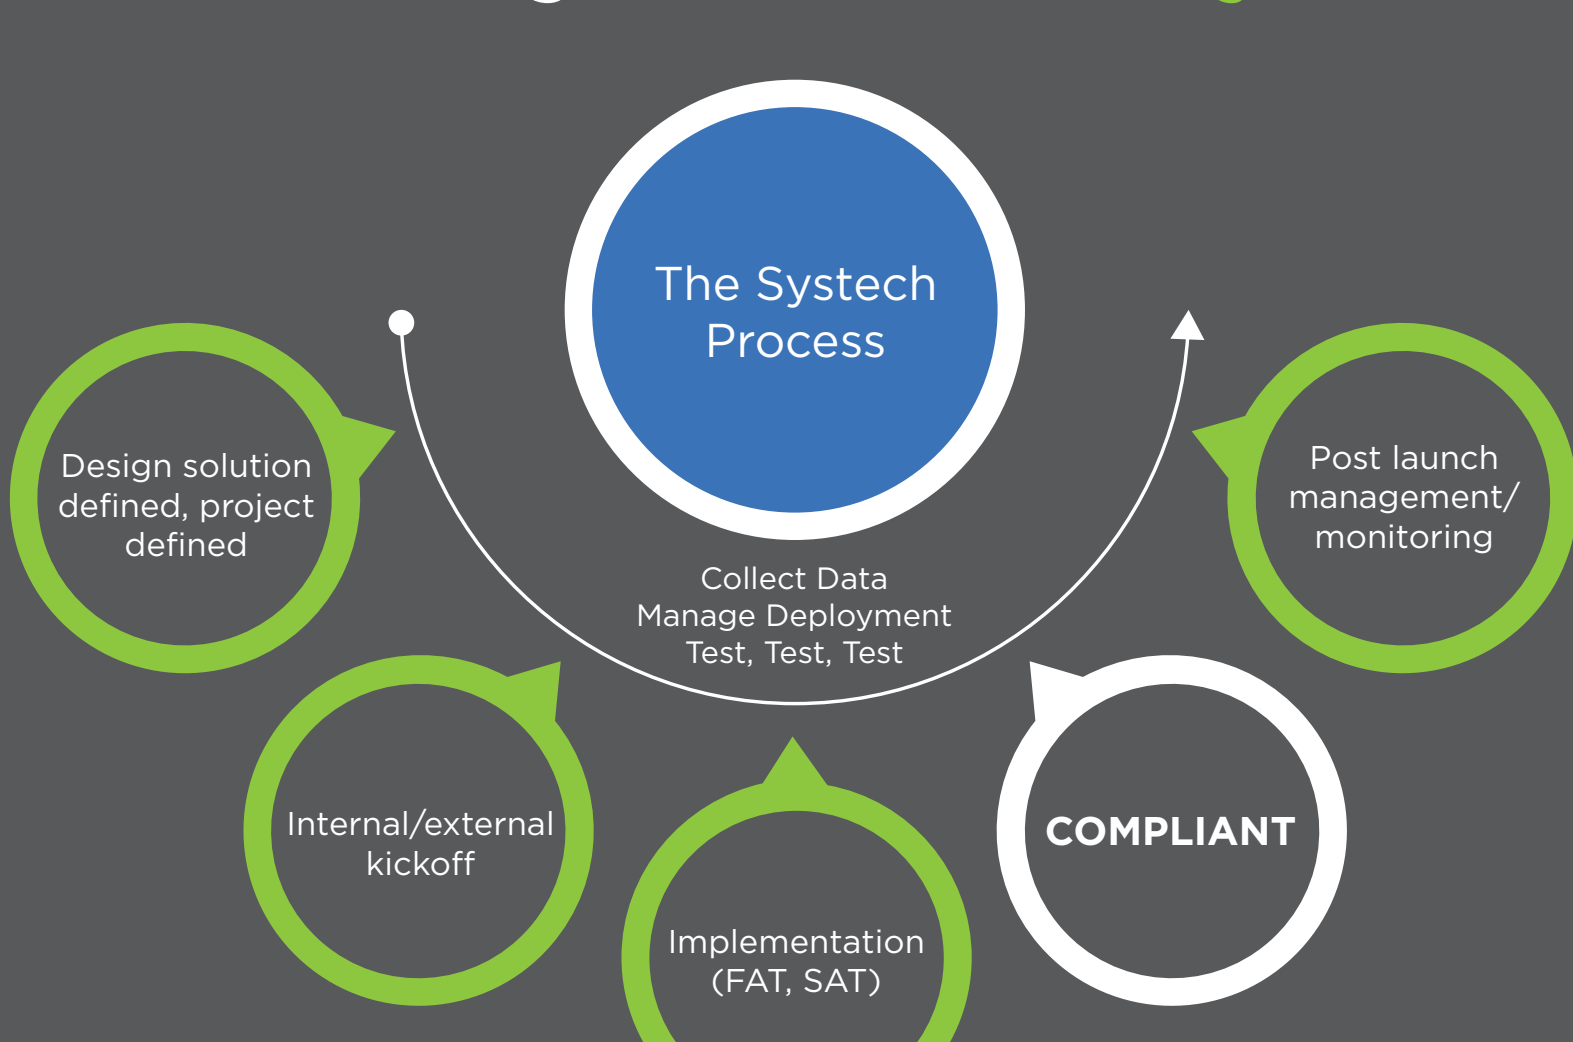 The Systech
Process
Collect Data
Manage Deployment
Test, Test, Test
Design solution
defined, project
defined
Internal/external
kickoff
Implementation
(FAT, SAT)
COMPLIANT
Post launch
management/
monitoring